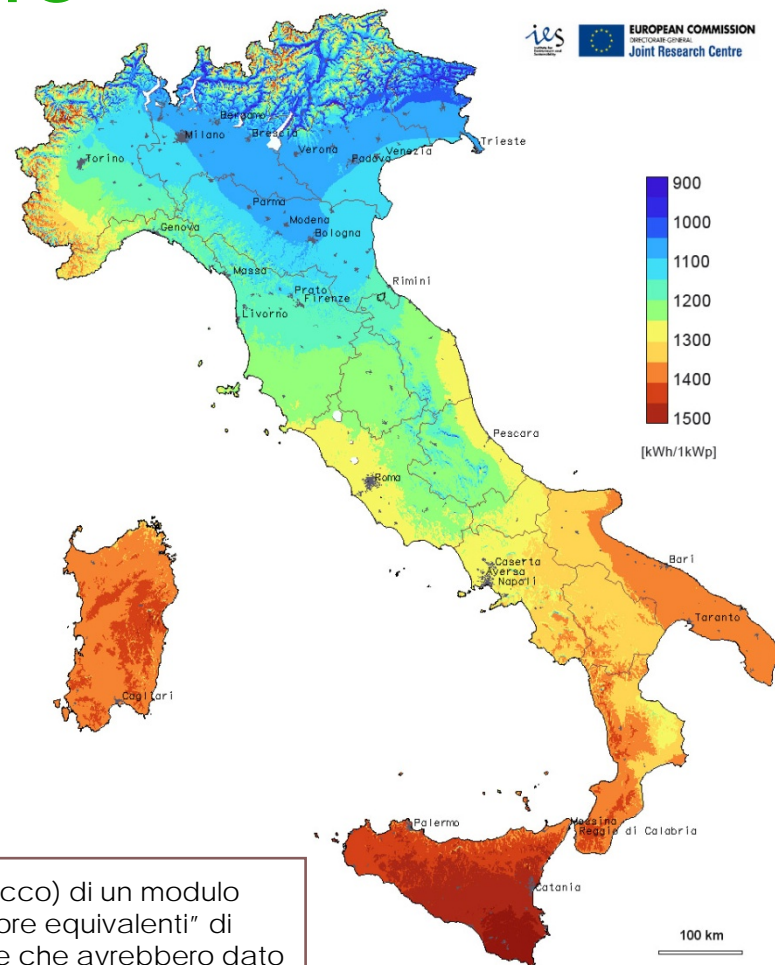 ies
EUROPEAN COMMISSION
DIRECTORATE-GENERAL
Joint Research Centre
Bergamo
Milano
Brescia
Trieste
Verona
Venezia
Padova
Torino
Parma
Modena
Genova
Bologna
Massa
Rimini
Prato
Firenze
Livorno
Pescara
Roma
Caserta
Aversa
Napoli
Bari
Taranto
Cagliari
Palermo
Messina
Reggio di Calabria
Catania
900
1000
1100
1200
1300
1400
1500
[kWh/1kWp]
100 km
cco) di un modulo
ore equivalenti” di
e che avrebbero dato